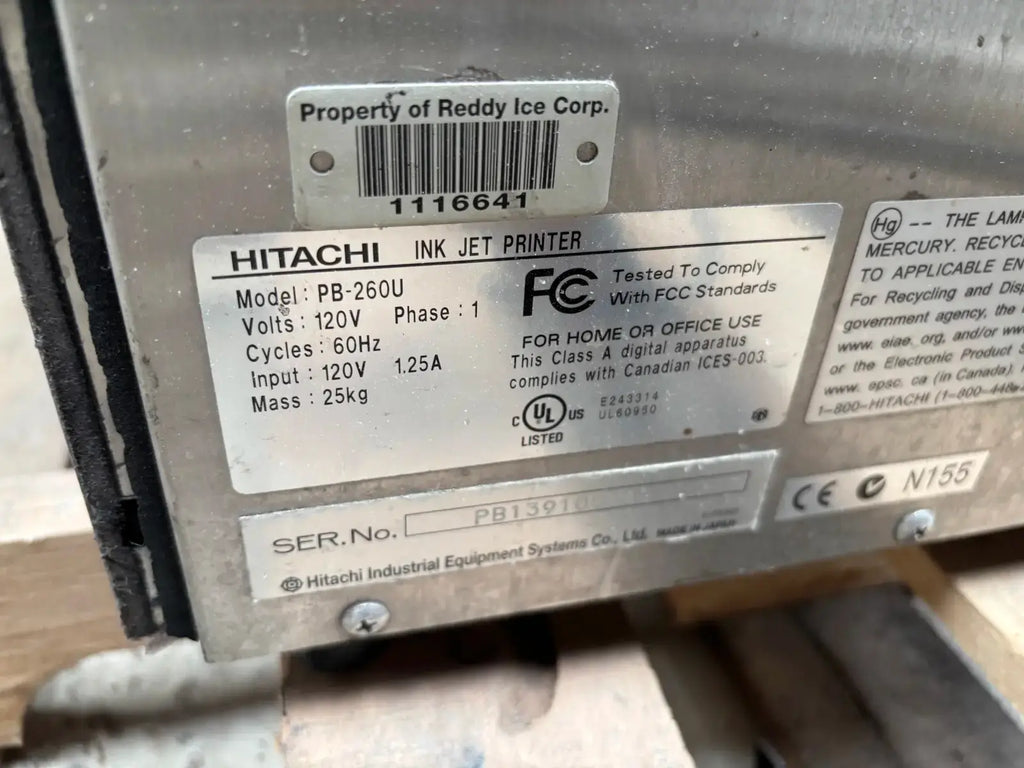 Property of Reddy Ice Corp.
1116641
HITACHI INK JET PRINTER
Model : PB-260U
Volts : 120V Phase : 1
Cycles : 60Hz
Input : 120V 1.25A
Mass : 25kg
FC Tested To Comply
With FCC Standards
FOR HOME OR OFFICE USE
This Class A digital apparatus
complies with Canadian ICES-003.
C UL US
LISTED
E243314
UL60950
Hg -- THE LAM
MERCURY. RECYC
TO APPLICABLE EN
For Recycling and Disp
government agency, the
www. eiae. org, and/or ww
or the Electronic Product
www. epsc. ca (in Canada).
1-800-HITACHI (1-800-448-
CE N155
SER.No. PB13910
Hitachi Industrial Equipment Systems Co., Ltd. MADE IN JAPAN